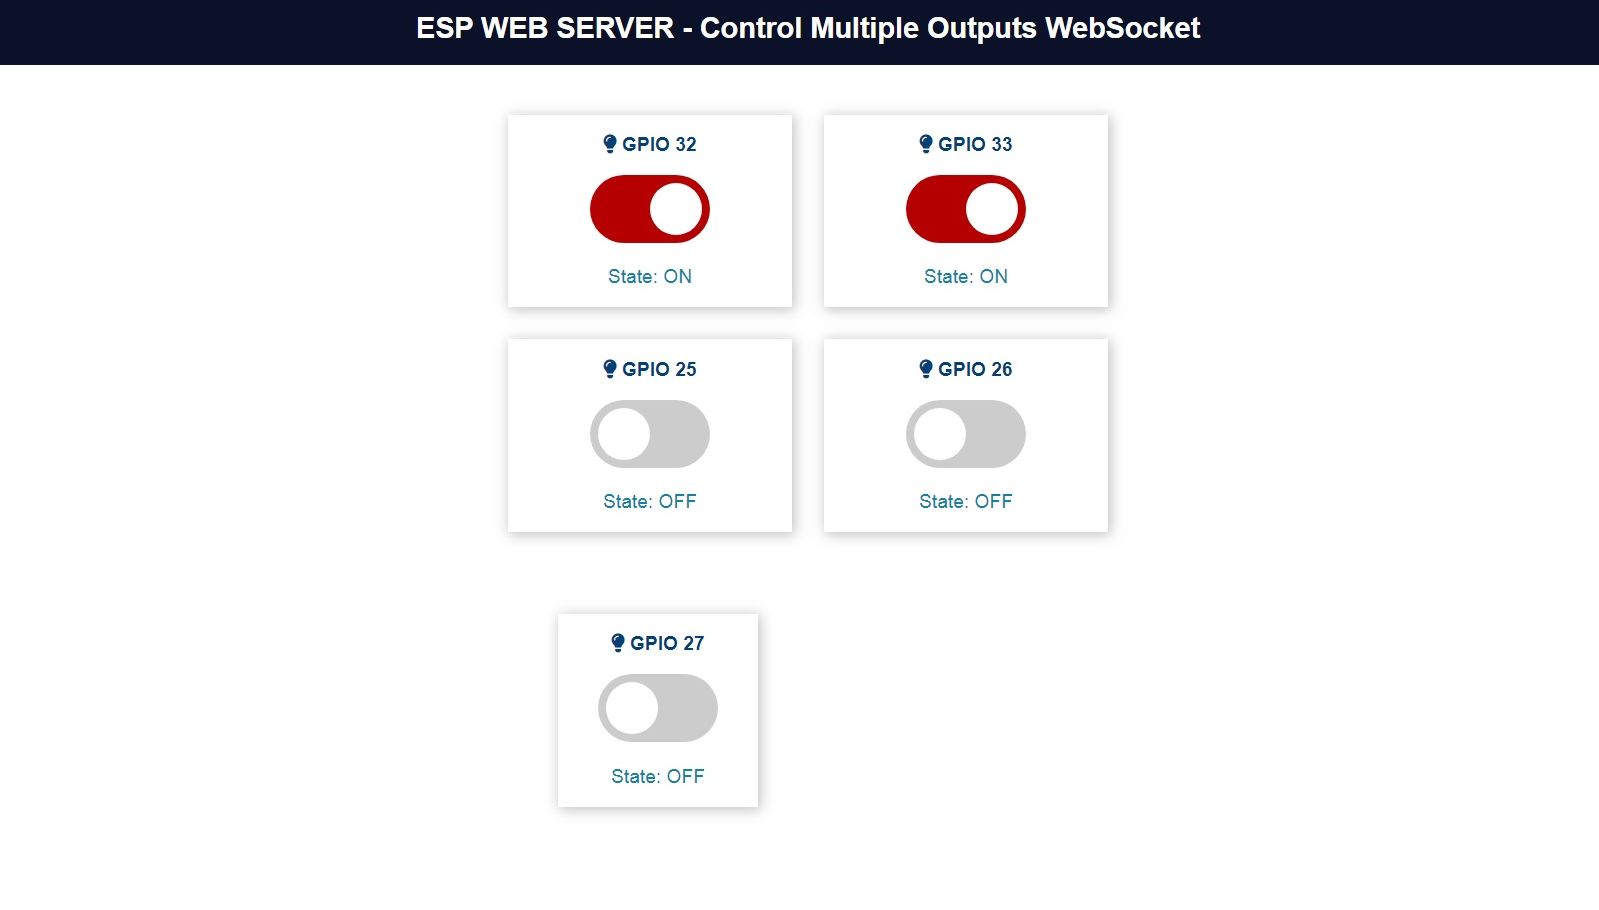 ESP WEB SERVER - Control Multiple Outputs WebSocket
GPIO 32
State: ON
GPIO 33
State: ON
GPIO 25
State: OFF
GPIO 26
State: OFF
GPIO 27
State: OFF